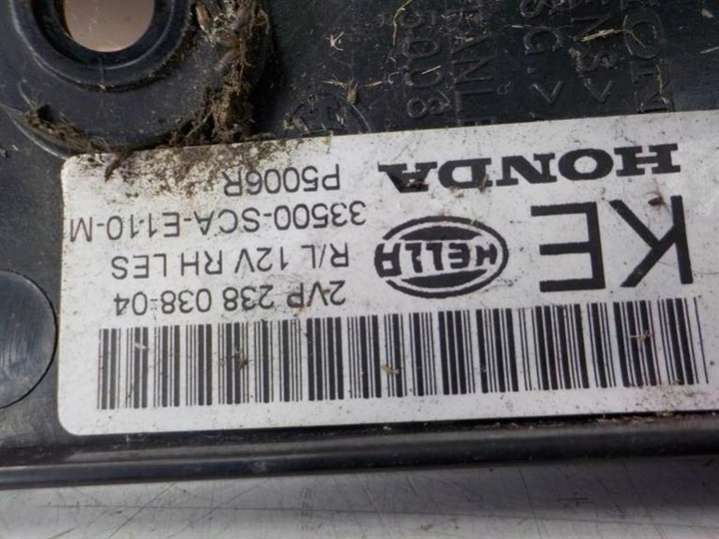 2VP 238 038-04
KE
HELLA
R/L 12V RH LES
33500-SCA-E110-M
HONDA
P5006R